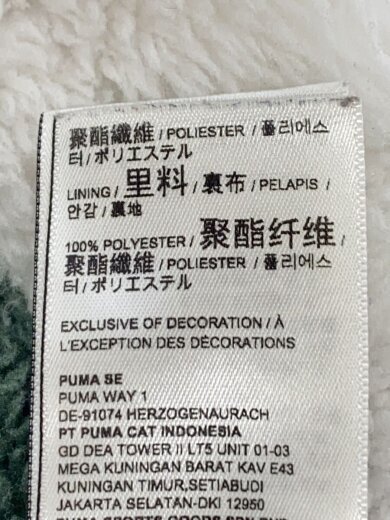 聚酯纖維 / POLIESTER / 폴리에스
터 / ポリエステル
LINING / 里料 / 裏布 / PELAPIS /
안감 / 裏地
100% POLYESTER / 聚酯纤维 /
聚酯纖維 / POLIESTER / 폴리에스
터 / ポリエステル
EXCLUSIVE OF DECORATION / À
L'EXCEPTION DES DÉCORATIONS
PUMA SE
PUMA WAY 1
DE-91074 HERZOGENAURACH
PT PUMA CAT INDONESIA
GD DEA TOWER II LT5 UNIT 01-03
MEGA KUNINGAN BARAT KAV E43
KUNINGAN TIMUR,SETIABUDI
JAKARTA SELATAN-DKI 12950